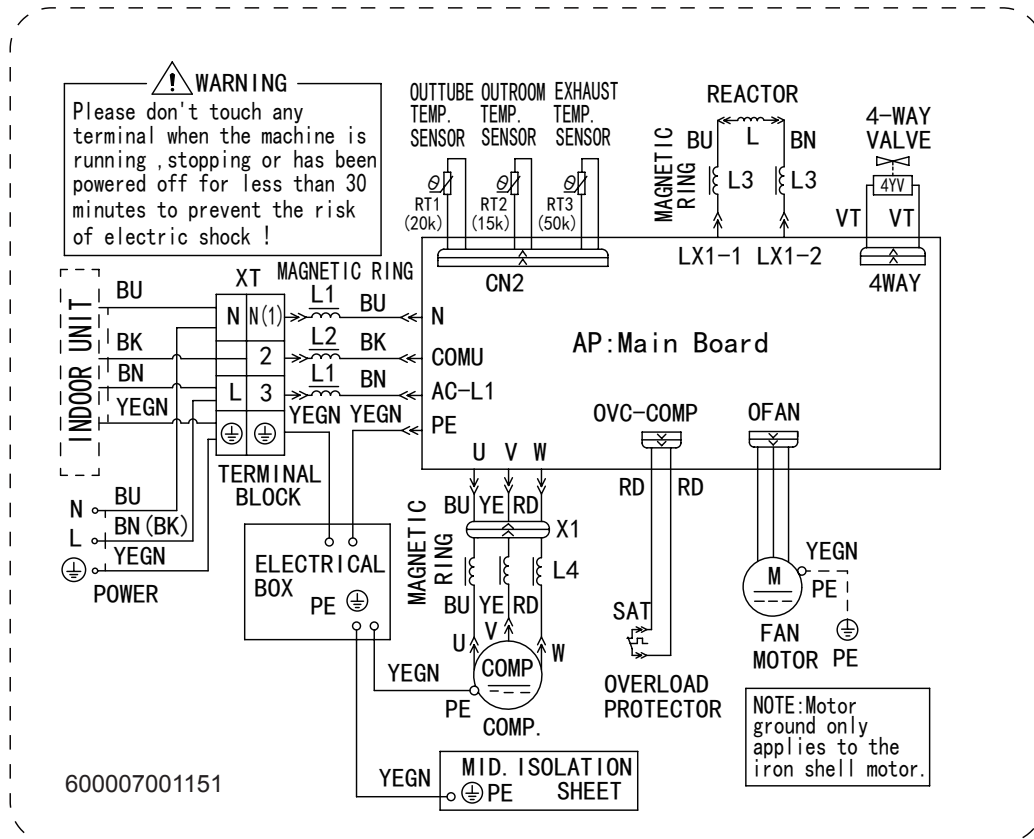 WARNING
Please don't touch any
terminal when the machine is
running ,stopping or has been
powered off for less than 30
minutes to prevent the risk
of electric shock !
OUTTUBE
TEMP.
SENSOR
OUTROOM
TEMP.
SENSOR
EXHAUST
TEMP.
SENSOR
θ
θ
θ
RT1
(20k)
RT2
(15k)
RT3
(50k)
CN2
REACTOR
MAGNETIC
RING
BU
L
BN
L3
L3
LX1-1
LX1-2
4-WAY
VALVE
4YV
VT
VT
4WAY
INDOOR UNIT
BU
BK
BN
YEGN
XT
N
N(1)
2
L
3
TERMINAL
BLOCK
MAGNETIC RING
L1
BU
L2
BK
L1
BN
YEGN
YEGN
N
COMU
AC-L1
PE
AP:Main Board
OVC-COMP
OFAN
U
V
W
N
BU
L
BN(BK)
YEGN
POWER
ELECTRICAL
BOX
PE
MAGNETIC
RING
BU
YE
RD
X1
L4
BU
YE
RD
U
V
W
COMP
YEGN
PE
COMP.
RD
RD
SAT
OVERLOAD
PROTECTOR
M
YEGN
PE
FAN
MOTOR
PE
NOTE:Motor
ground only
applies to the
iron shell motor.
YEGN
MID. ISOLATION
SHEET
PE
600007001151